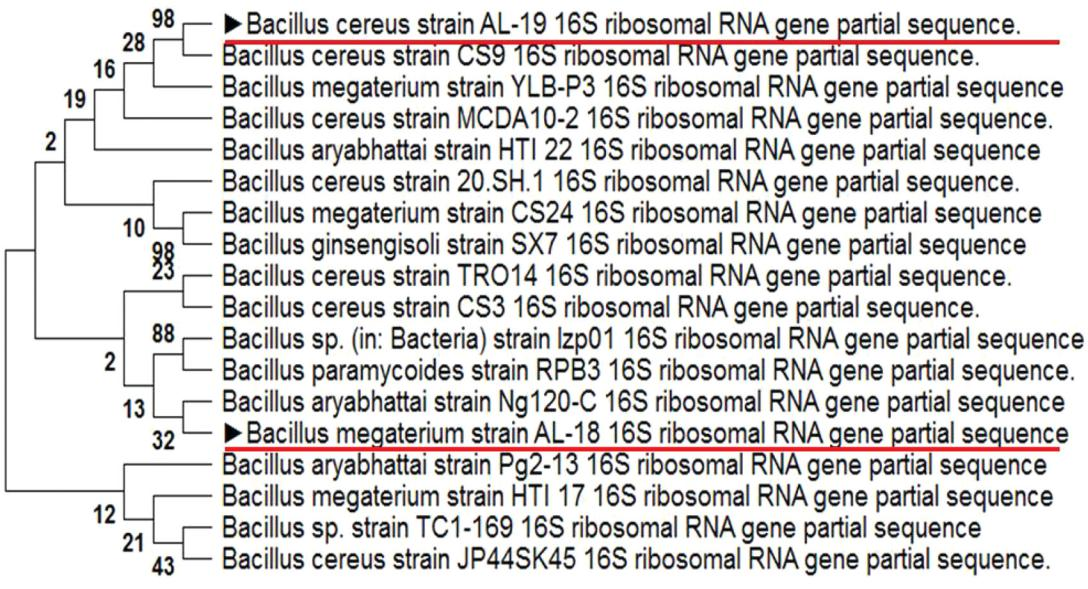 98
▶Bacillus cereus strain AL-19 16S ribosomal RNA gene partial sequence.
28
Bacillus cereus strain CS9 16S ribosomal RNA gene partial sequence.
16
Bacillus megaterium strain YLB-P3 16S ribosomal RNA gene partial sequence
19
Bacillus cereus strain MCDA10-2 16S ribosomal RNA gene partial sequence.
2
Bacillus aryabhattai strain HTI 22 16S ribosomal RNA gene partial sequence
Bacillus cereus strain 20.SH.1 16S ribosomal RNA gene partial sequence.
Bacillus megaterium strain CS24 16S ribosomal RNA gene partial sequence
10
Bacillus ginsengisoli strain SX7 16S ribosomal RNA gene partial sequence
98
23
Bacillus cereus strain TRO14 16S ribosomal RNA gene partial sequence.
Bacillus cereus strain CS3 16S ribosomal RNA gene partial sequence.
88
Bacillus sp. (in: Bacteria) strain lzp01 16S ribosomal RNA gene partial sequence
2
Bacillus paramycoides strain RPB3 16S ribosomal RNA gene partial sequence.
Bacillus aryabhattai strain Ng120-C 16S ribosomal RNA gene partial sequence
13
▶Bacillus megaterium strain AL-18 16S ribosomal RNA gene partial sequence
32
Bacillus aryabhattai strain Pg2-13 16S ribosomal RNA gene partial sequence
Bacillus megaterium strain HTI 17 16S ribosomal RNA gene partial sequence
12
Bacillus sp. strain TC1-169 16S ribosomal RNA gene partial sequence
21
Bacillus cereus strain JP44SK45 16S ribosomal RNA gene partial sequence.
43